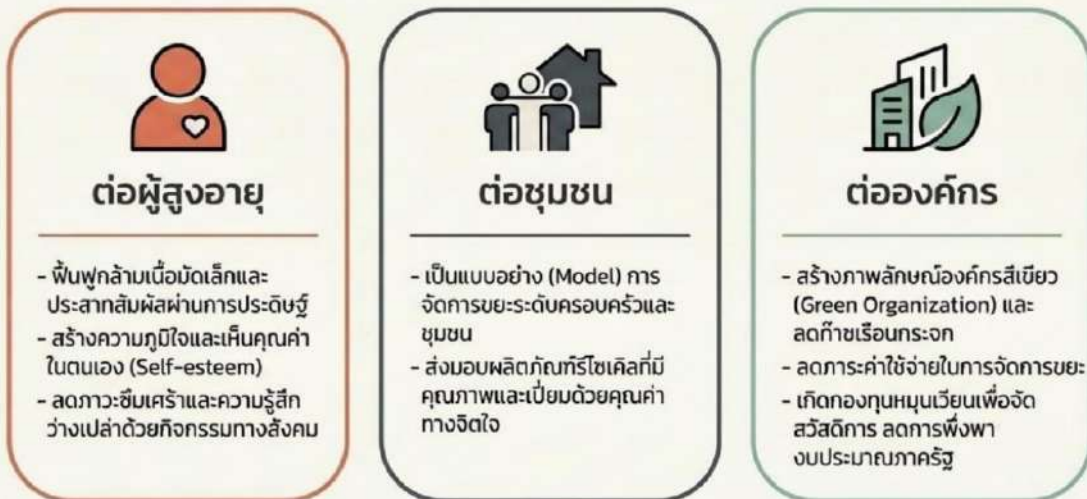 ต่อผู้สูงอายุ
- ฟื้นฟูกล้ามเนื้อมัดเล็กและ
ประสาทสัมผัสผ่านการประดิษฐ์
- สร้างความภูมิใจและเห็นคุณค่า
ในตนเอง (Self-esteem)
- ลดภาวะซึมเศร้าและความรู้สึก
ว่างเปล่าด้วยกิจกรรมทางสังคม
ต่อชุมชน
- เป็นแบบอย่าง (Model) การ
จัดการขยะระดับครอบครัวและ
ชุมชน
- ส่งมอบผลิตภัณฑ์รีไซเคิลที่มี
คุณภาพและเปี่ยมด้วยคุณค่า
ทางจิตใจ
ต่อองค์กร
- สร้างภาพลักษณ์องค์กรสีเขียว
(Green Organization) และ
ลดก๊าซเรือนกระจก
- ลดภาระค่าใช้จ่ายในการจัดการขยะ
- เกิดกองทุนหมุนเวียนเพื่อจัด
สวัสดิการ ลดการพึ่งพา
งบประมาณภาครัฐ